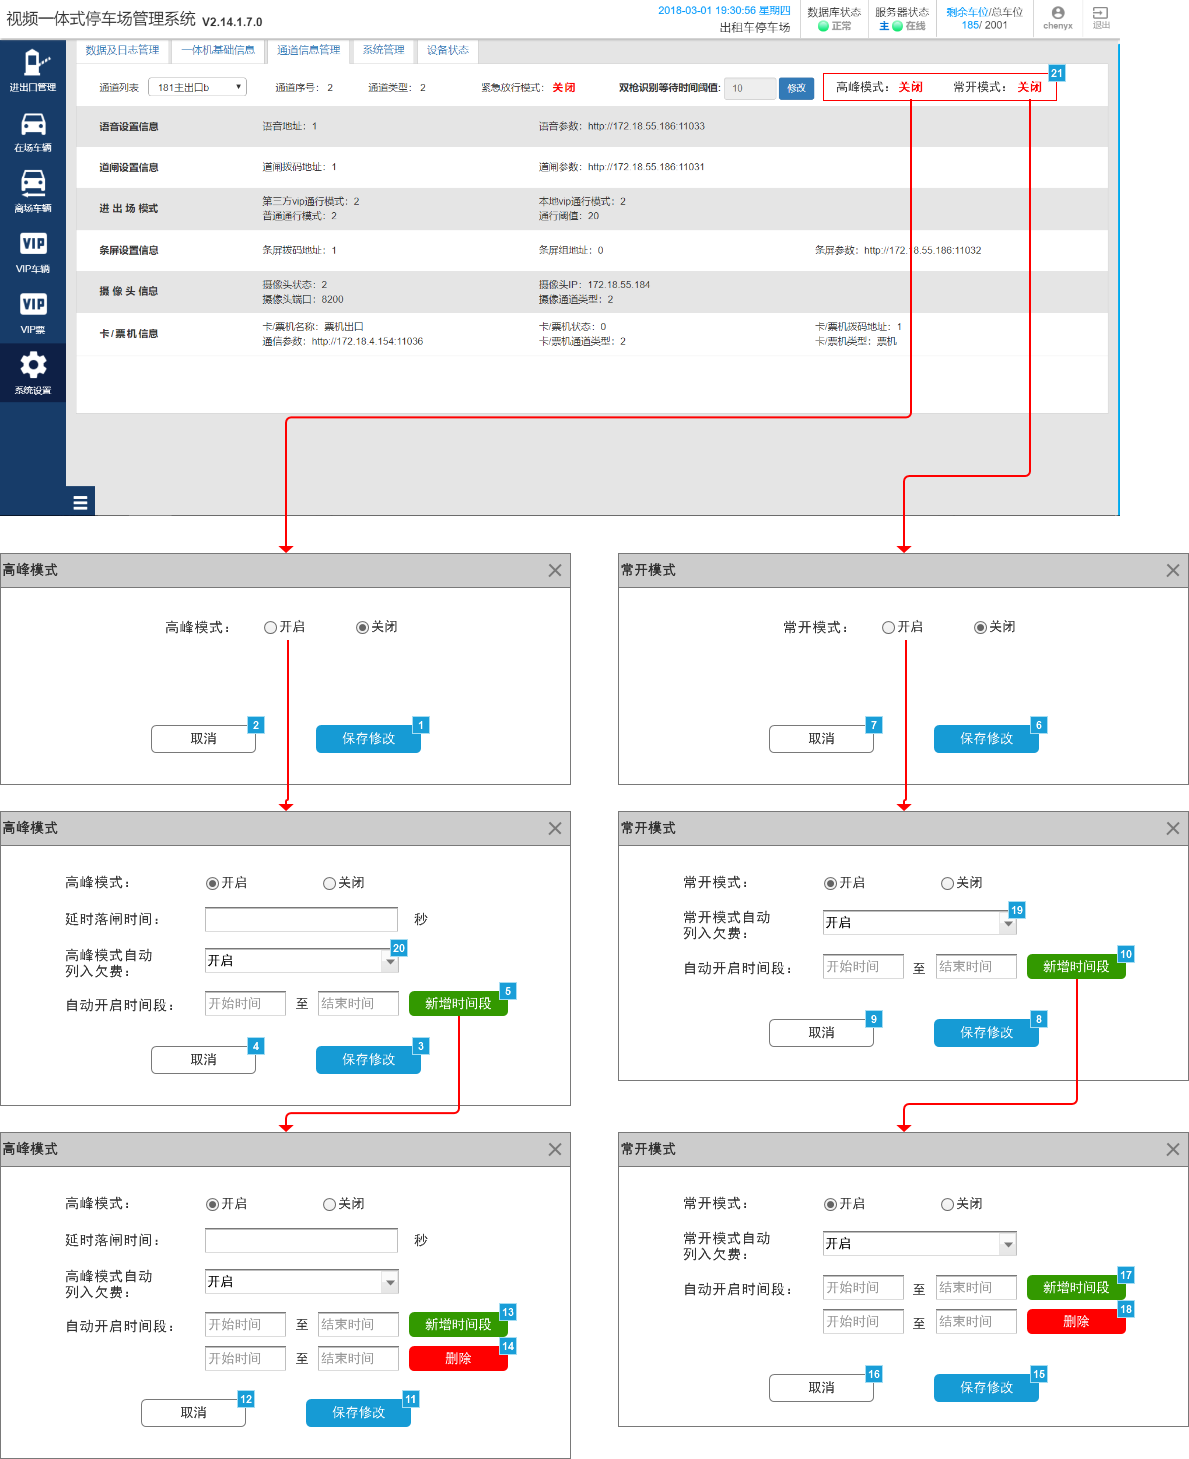 视频一体式停车场管理系统 V2.14.1.7.0
2018-03-01 19:30:56 星期四
出租车停车场
数据库状态
正常
服务器状态
主 在线
剩余车位/总车位
185/ 2001
chenyx
退出
进出口管理
在场车辆
离场车辆
VIP
VIP车辆
VIP
VIP票
系统设置
数据及日志管理
一体机基础信息
通道信息管理
系统管理
设备状态
通道列表 181主出口b 通道序号：2 通道类型：2 紧急放行模式：关闭 双枪识别等待时间阈值: 10 修改 高峰模式：关闭 常开模式：关闭 21
语音设置信息 语音地址：1 语音参数：http://172.18.55.186:11033
道闸设置信息 道闸拨码地址：1 道闸参数：http://172.18.55.186:11031
进 出 场 模式 第三方vip通行模式：2 本地vip通行模式：2
普通通行模式：2 通行阈值：20
条屏设置信息 条屏拨码地址：1 条屏组地址：0 条屏参数：http://172.18.55.186:11032
摄 像 头 信息 摄像头状态：2 摄像头IP：172.18.55.184
摄像头端口：8200 摄像通道类型：2
卡/票机信息 卡/票机名称：票机出口 卡/票机状态：0 卡/票机拨码地址：1
通信参数：http://172.18.4.154:11036 卡/票机通道类型：2 卡/票机类型：票机
高峰模式
高峰模式： 开启 关闭
取消 2 保存修改 1
常开模式
常开模式： 开启 关闭
取消 7 保存修改 6
高峰模式
高峰模式： 开启 关闭
延时落闸时间： 秒
高峰模式自动
列入欠费： 开启 20
自动开启时间段： 开始时间 至 结束时间 新增时间段 5
取消 4 保存修改 3
常开模式
常开模式： 开启 关闭
常开模式自动
列入欠费： 开启 19
自动开启时间段： 开始时间 至 结束时间 新增时间段 10
取消 9 保存修改 8
高峰模式
高峰模式： 开启 关闭
延时落闸时间： 秒
高峰模式自动
列入欠费： 开启
自动开启时间段： 开始时间 至 结束时间 新增时间段 13
开始时间 至 结束时间 删除 14
取消 12 保存修改 11
常开模式
常开模式： 开启 关闭
常开模式自动
列入欠费： 开启
自动开启时间段： 开始时间 至 结束时间 新增时间段 17
开始时间 至 结束时间 删除 18
取消 16 保存修改 15